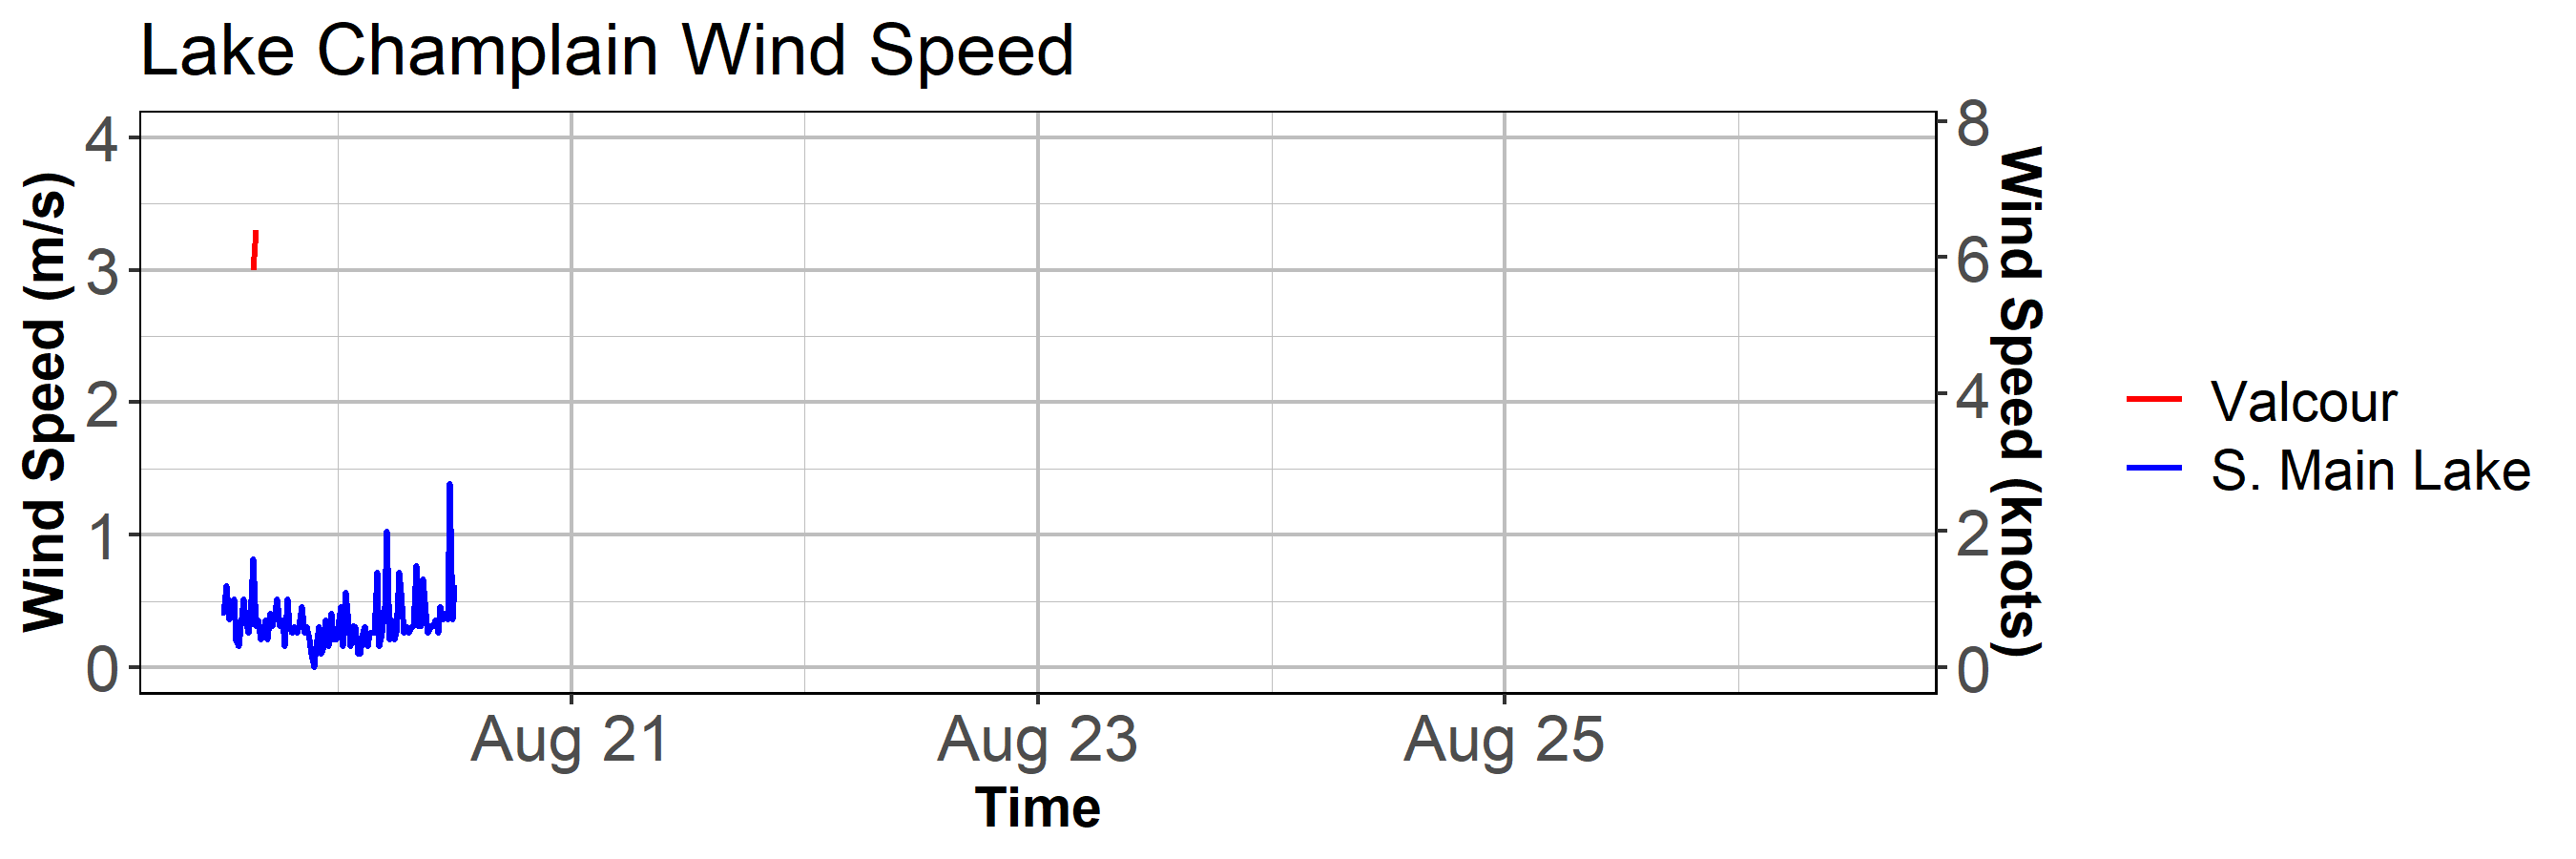 Lake Champlain Wind Speed
Wind Speed (m/s)
4
3
2
1
0
8
6
4
2
0
Wind Speed (knots)
Aug 21
Aug 23
Aug 25
Time
Valcour
S. Main Lake